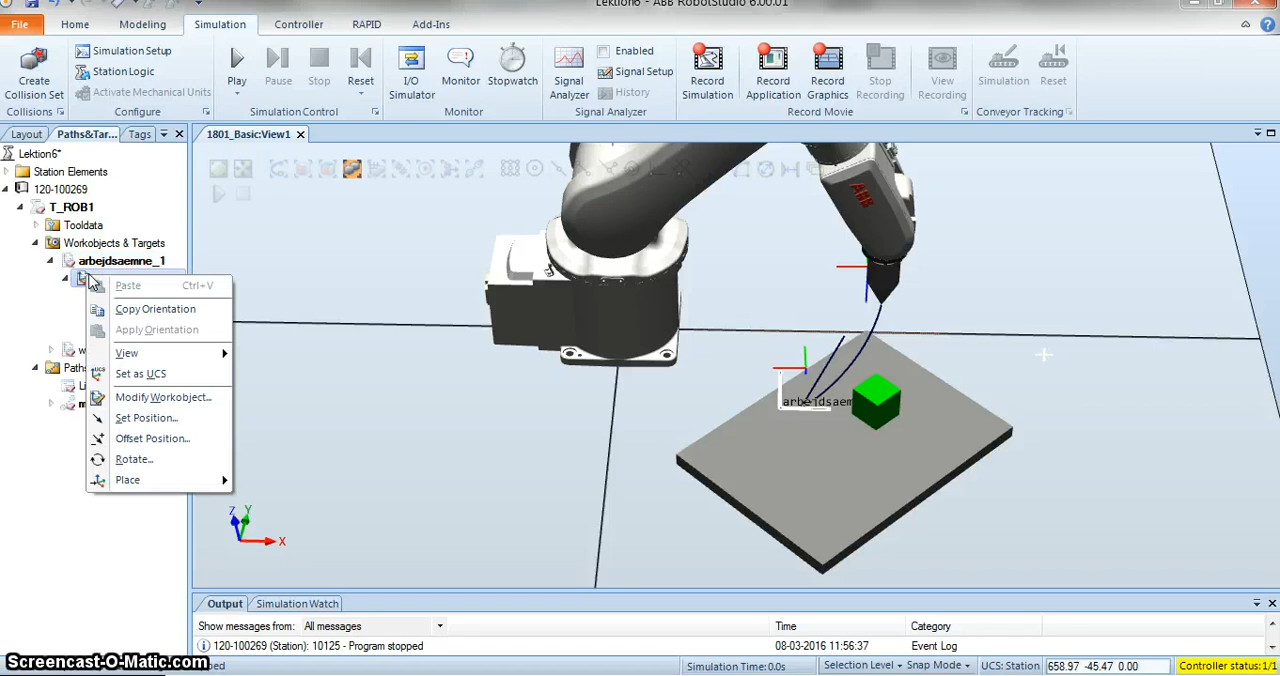 Lektion6 - ABB RobotStudio 6.00.01
File Home Modeling Simulation Controller RAPID Add-Ins
Create Collision Set
Collisions
Simulation Setup
Station Logic
Activate Mechanical Units
Configure
Play Pause Stop Reset
Simulation Control
I/O Simulator Monitor Stopwatch
Monitor
Signal Analyzer
Enabled
Signal Setup
History
Signal Analyzer
Record Simulation Record Application Record Graphics Stop Recording View Recording
Record Movie
Simulation Reset
Conveyor Tracking
Layout Paths&Tar... Tags
1801_Basic:View1
Lektion6*
Station Elements
120-100269
T_ROB1
Tooldata
Workobjects & Targets
arbejdsaemne_1
Paste Ctrl+V
Copy Orientation
Apply Orientation
View
Set as UCS
Modify Workobject...
Set Position...
Offset Position...
Rotate...
Place
ABB
arbejdsaem
Z Y X
Output Simulation Watch
Show messages from: All messages Time Category
120-100269 (Station): 10125 - Program stopped 08-03-2016 11:56:37 Event Log
Screencast-O-Matic.com
Simulation Time: 0.0s Selection Level Snap Mode UCS: Station 658.97 -45.47 0.00 Controller status: 1/1